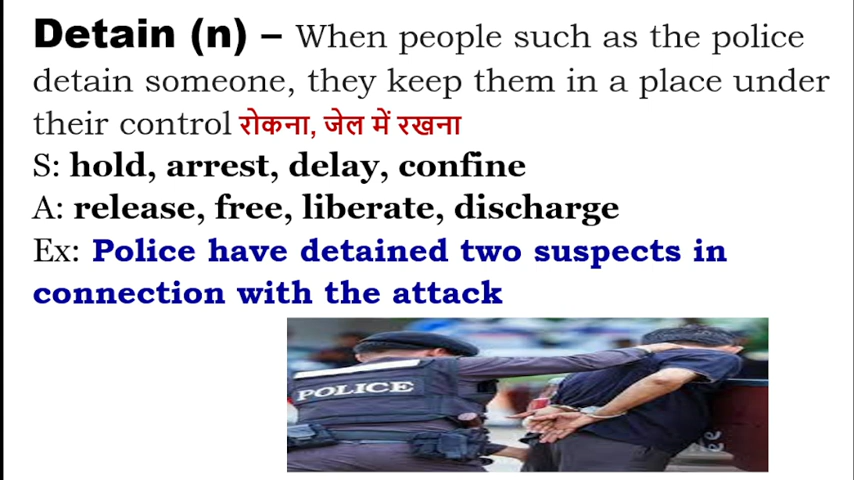 Detain (n) – When people such as the police
detain someone, they keep them in a place under
their control रोकना, जेल में रखना
S: hold, arrest, delay, confine
A: release, free, liberate, discharge
Ex: Police have detained two suspects in
connection with the attack
POLICE